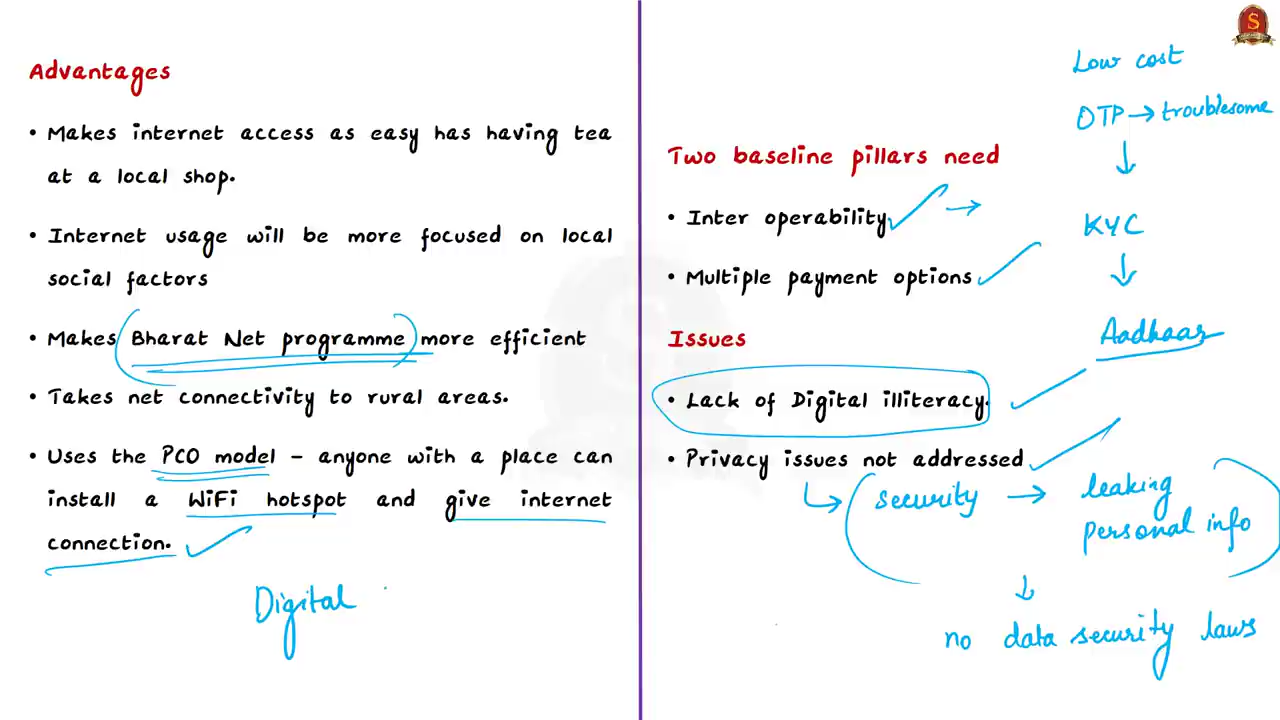 Advantages
• Makes internet access as easy has having tea
at a local shop.
• Internet usage will be more focused on local
social factors
• Makes Bharat Net programme more efficient
• Takes net connectivity to rural areas.
• Uses the PCO model – anyone with a place can
install a WiFi hotspot and give internet
connection.
Digital
Low cost
OTP → troublesome
Two baseline pillars need
• Inter operability →
KYC
• Multiple payment options
Issues
Aadhaar
• Lack of Digital illiteracy.
• Privacy issues not addressed
security → leaking
personal info
no data security laws
S